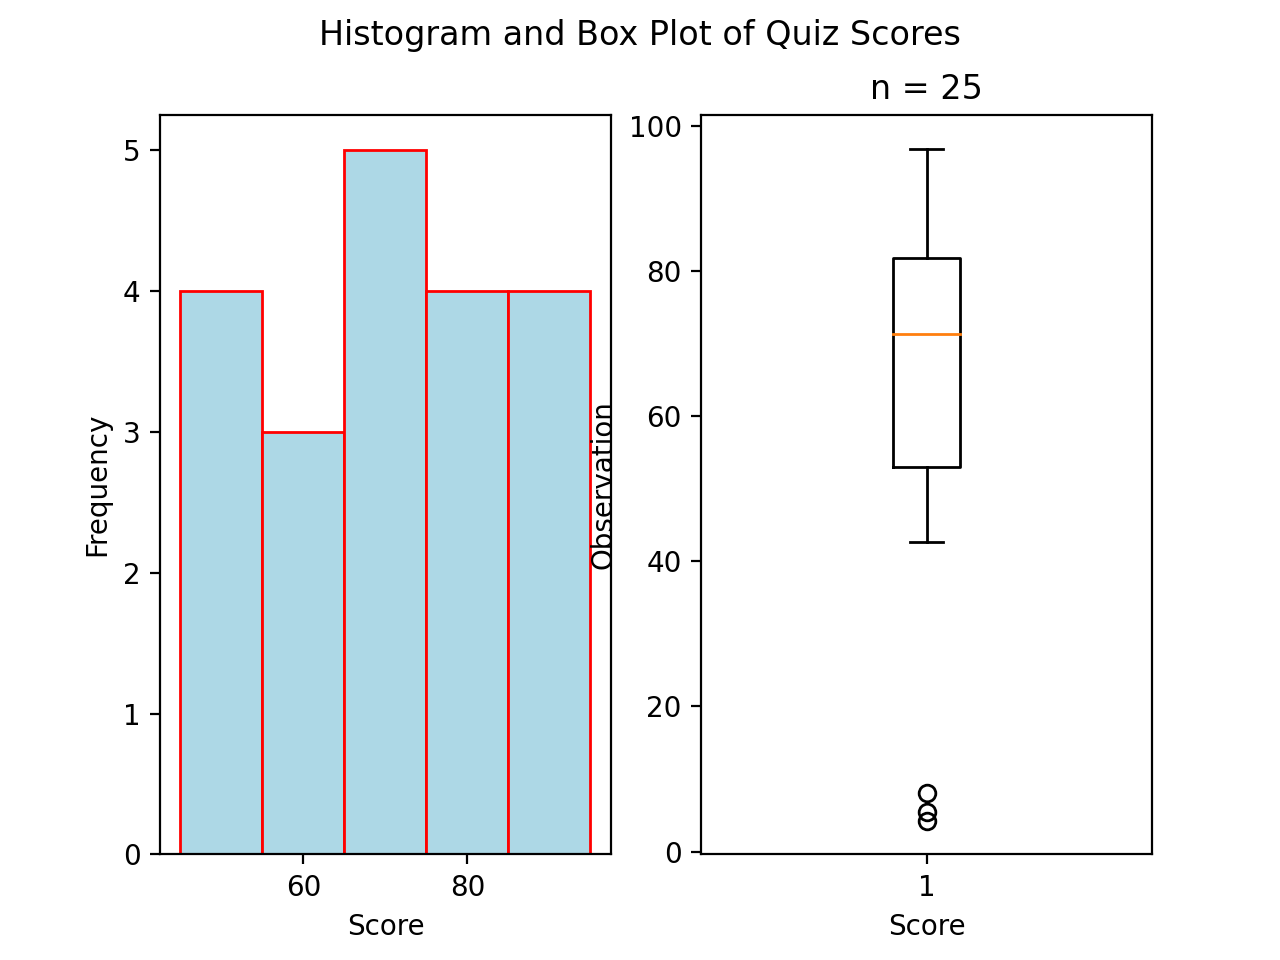 Histogram and Box Plot of Quiz Scores
5
4
3
2
1
0
Frequency
60 80
Score
n = 25
100
80
60
40
20
0
Observation
1
Score